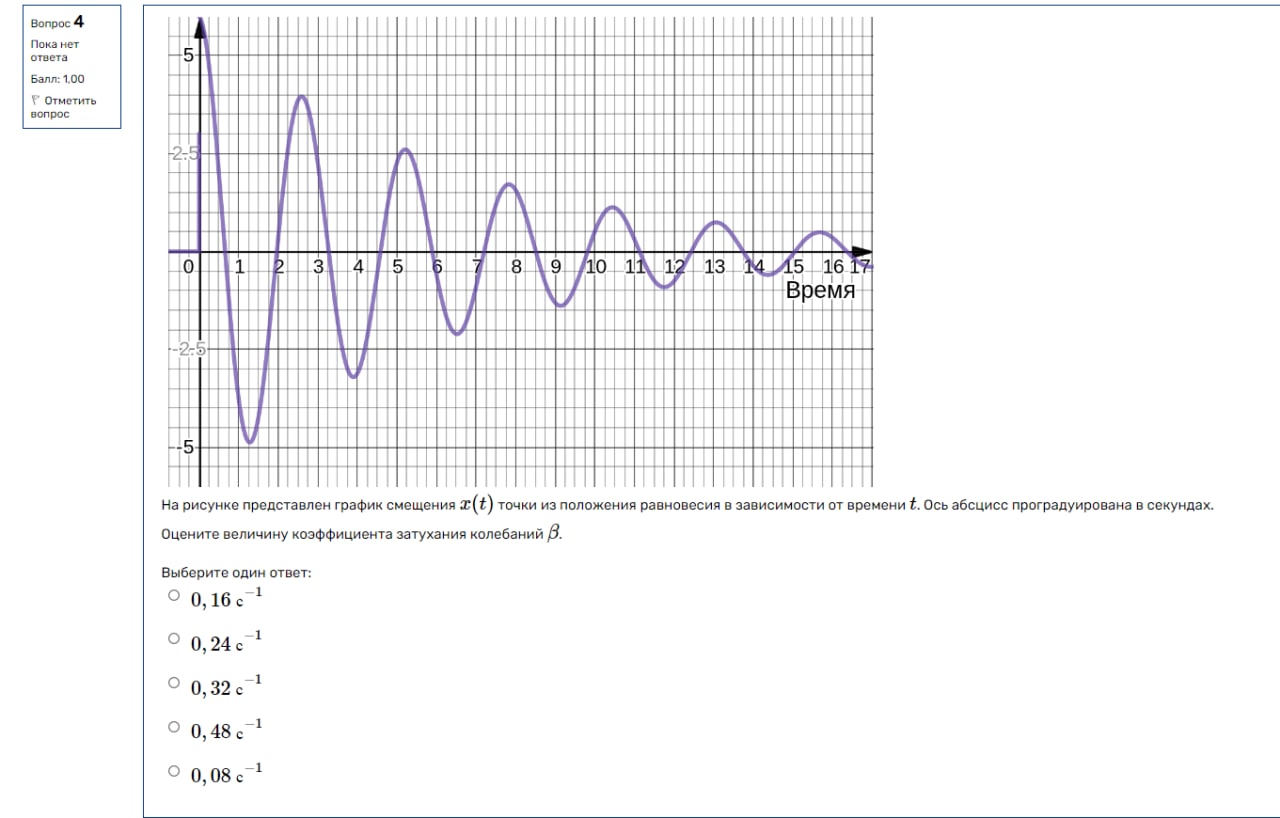 Вопрос 4
Пока нет
ответа
Балл: 1,00
Отметить
вопрос
5
2.5
0 1 2 3 4 5 6 7 8 9 10 11 12 13 14 15 16 17
Время
-2.5
-5
На рисунке представлен график смещения x(t) точки из положения равновесия в зависимости от времени t. Ось абсцисс проградуирована в секундах.
Оцените величину коэффициента затухания колебаний β.
Выберите один ответ:
0, 16 с⁻¹
0, 24 с⁻¹
0, 32 с⁻¹
0, 48 с⁻¹
0, 08 с⁻¹